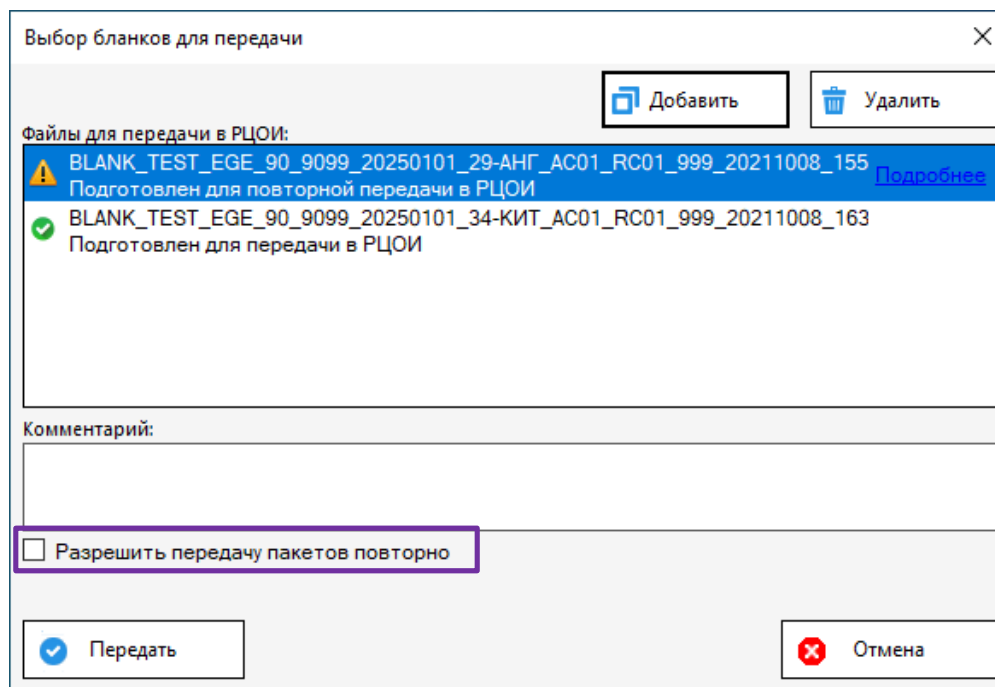 Выбор бланков для передачи
Добавить
Удалить
Файлы для передачи в РЦОИ:
BLANK_TEST_EGE_90_9099_20250101_29-АНГ_AC01_RC01_999_20211008_155
Подробнее
Подготовлен для повторной передачи в РЦОИ
BLANK_TEST_EGE_90_9099_20250101_34-КИТ_AC01_RC01_999_20211008_163
Подготовлен для передачи в РЦОИ
Комментарий:
Разрешить передачу пакетов повторно
Передать
Отмена